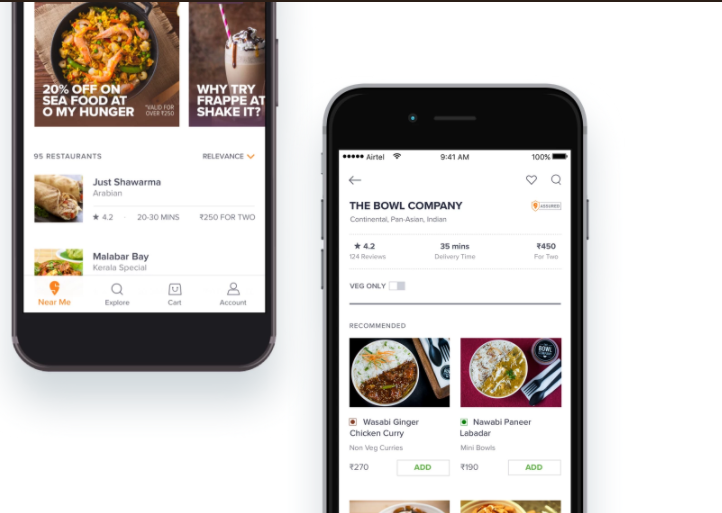 20% OFF ON
SEA FOOD AT
O MY HUNGER
*VALID FOR
OVER ₹250
WHY TRY
FRAPPE AT
SHAKE IT?
95 RESTAURANTS
RELEVANCE
Just Shawarma
Arabian
★ 4.2 · 20-30 MINS ₹250 FOR TWO
Malabar Bay
Kerala Special
Near Me
Explore
Cart
Account
Airtel
9:41 AM
100%
THE BOWL COMPANY
ASSURED
Continental, Pan-Asian, Indian
★ 4.2 35 mins ₹450
124 Reviews Delivery Time For Two
VEG ONLY
RECOMMENDED
BOWL
Wasabi Ginger
Chicken Curry
Non Veg Curries
₹270 ADD
Nawabi Paneer
Labadar
Mini Bowls
₹190 ADD